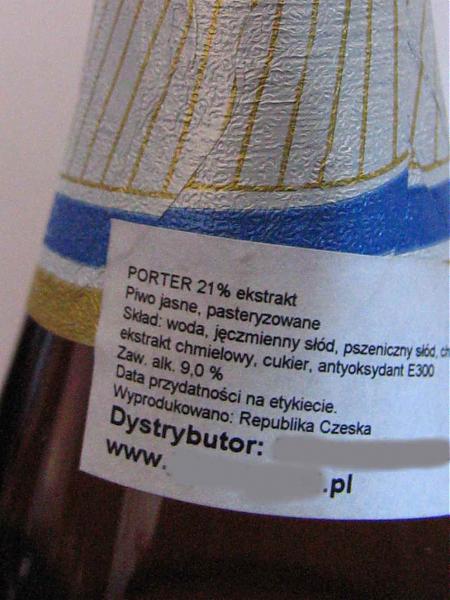 PORTER 21% ekstrakt
Piwo jasne, pasteryzowane
Skład: woda, jęczmienny słód, pszeniczny słód, ch
ekstrakt chmielowy, cukier, antyoksydant E300
Zaw. alk. 9,0 %
Data przydatności na etykiecie.
Wyprodukowano: Republika Czeska
Dystrybutor:
www. .pl